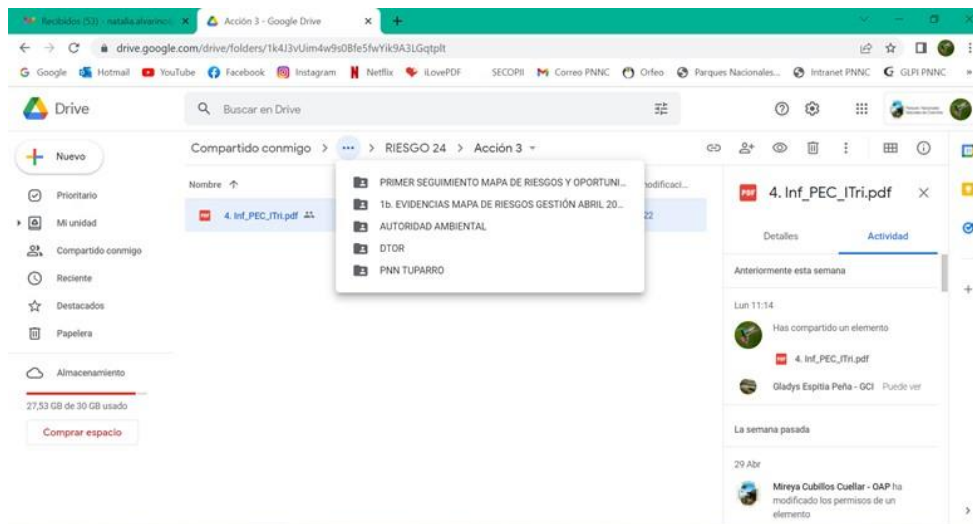 Recibidos (53) - natalia.alvarino
Acción 3 - Google Drive
drive.google.com/drive/folders/1k4J3vUim4w9s0Bfe5fwYik9A3LGqtplt
Google Hotmail YouTube Facebook Instagram Netflix iLovePDF SECOPII Correo PNNC Orfeo Parques Nacionales... Intranet PNNC GLPI PNNC »
Drive
Buscar en Drive
Nuevo
Compartido conmigo > ... > RIESGO 24 > Acción 3
Prioritario
Mi unidad
Compartido conmigo
Reciente
Destacados
Papelera
Almacenamiento
27,53 GB de 30 GB usado
Comprar espacio
Nombre
4. Inf_PEC_ITri.pdf
22
PRIMER SEGUIMIENTO MAPA DE RIESGOS Y OPORTUNI...
1b. EVIDENCIAS MAPA DE RIESGOS GESTIÓN ABRIL 20...
AUTORIDAD AMBIENTAL
DTOR
PNN TUPARRO
PDF 4. Inf_PEC_ITri.pdf
Detalles Actividad
Anteriormente esta semana
Lun 11:14
Has compartido un elemento
4. Inf_PEC_ITri.pdf
Gladys Espitia Peña - GCI Puede ver
La semana pasada
29 Abr
Mireya Cubillos Cuellar - OAP ha
modificado los permisos de un
elemento